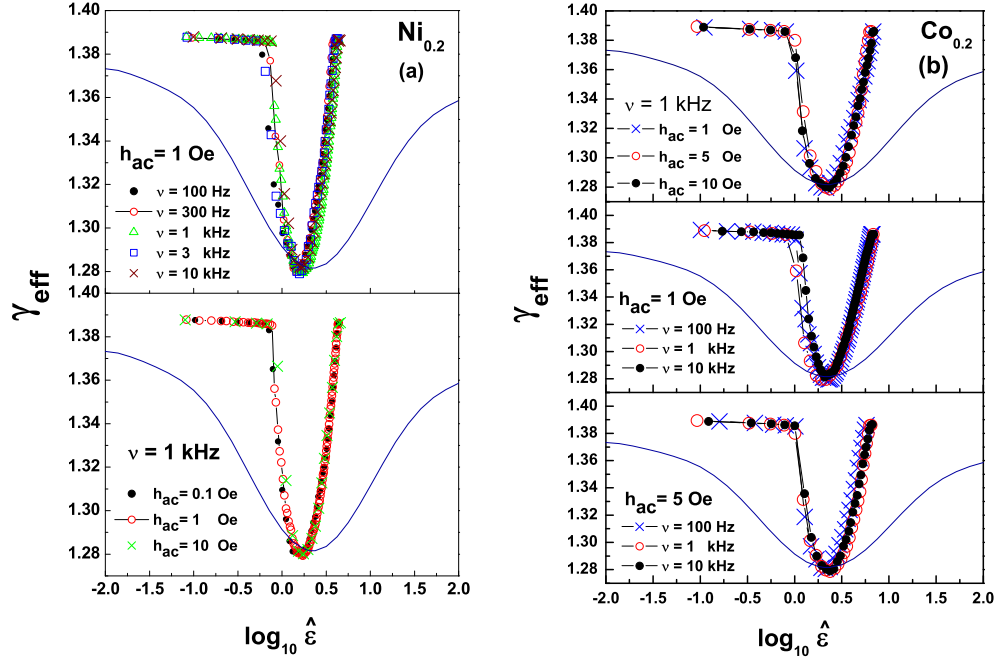 Ni0.2
(a)
1.40
1.36
1.32
1.28
1.40
hac= 1 Oe
ν = 100 Hz
ν = 300 Hz
ν = 1 kHz
ν = 3 kHz
ν = 10 kHz
γeff
1.40
1.38
1.36
1.34
1.32
1.30
1.28
ν = 1 kHz
hac= 0.1 Oe
hac= 1 Oe
hac= 10 Oe
-2.0 -1.5 -1.0 -0.5 0.0 0.5 1.0 1.5 2.0
log10 ε̂
Co0.2
(b)
1.40
1.38
1.36
1.34
1.32
1.30
1.28
ν = 1 kHz
hac= 1 Oe
hac= 5 Oe
hac= 10 Oe
γeff
1.40
1.38
1.36
1.34
1.32
1.30
1.28
hac= 1 Oe
ν = 100 Hz
ν = 1 kHz
ν = 10 kHz
1.40
1.38
1.36
1.34
1.32
1.30
1.28
hac= 5 Oe
ν = 100 Hz
ν = 1 kHz
ν = 10 kHz
-2.0 -1.5 -1.0 -0.5 0.0 0.5 1.0 1.5 2.0
log10 ε̂